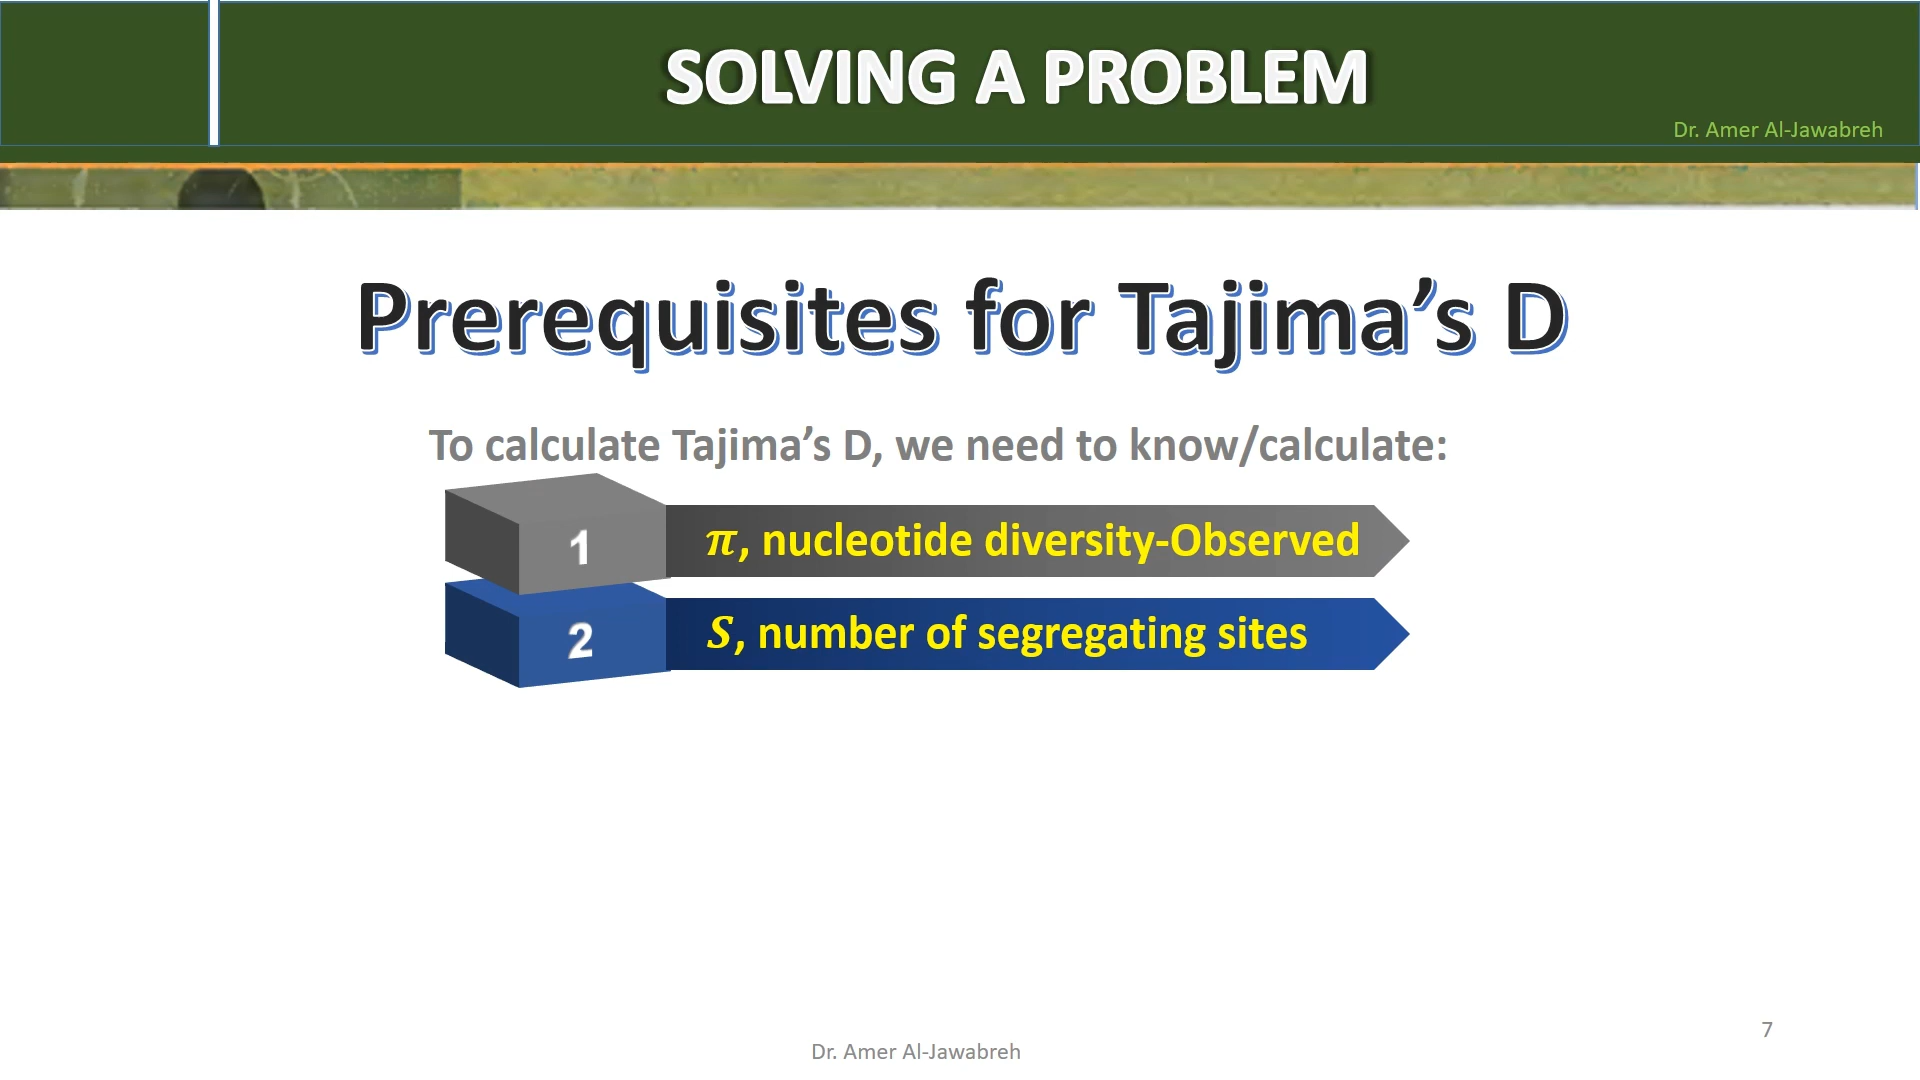 SOLVING A PROBLEM
Dr. Amer Al-Jawabreh
Prerequisites for Tajima’s D
To calculate Tajima’s D, we need to know/calculate:
1
π, nucleotide diversity-Observed
2
S, number of segregating sites
7
Dr. Amer Al-Jawabreh